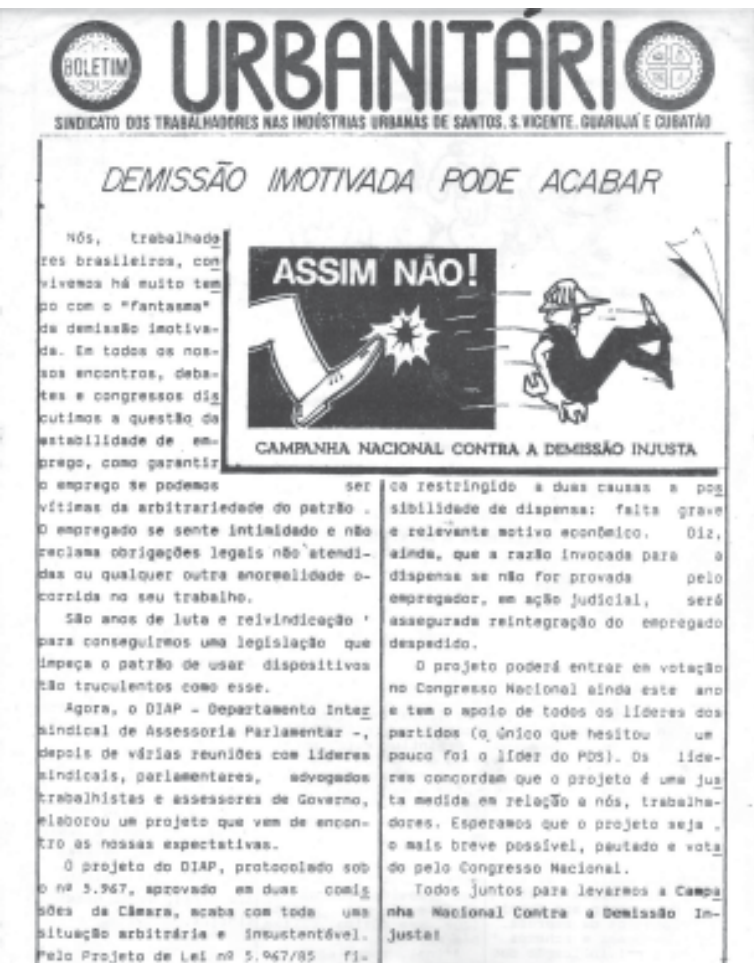 BOLETIM
URBANITÁRIO
SINDICATO DOS TRABALHADORES NAS INDÚSTRIAS URBANAS DE SANTOS, S. VICENTE, GUARUJÁ E CUBATÃO
DEMISSÃO IMOTIVADA PODE ACABAR
Nós, trabalhado
res brasileiros, con
vivemos há muito tem
po com o "fantasma"
da demissão imotiva-
da. Em todos os nos-
sos encontros, deba-
tes e congressos dis
cutimos a questão da
estabilidade de em-
prego, como garantir
o emprego se podemos ser
vítimas da arbitrariedade do patrão .
O empregado se sente intimidado e não
reclama obrigações legais não atendi-
das ou qualquer outra anormalidade o-
corrida no seu trabalho.
São anos de luta e reivindicação '
para conseguirmos uma legislação que
impeça o patrão de usar dispositivos
tão truculentos como esse.
Agora, o DIAP - Departamento Inter
sindical de Assessoria Parlamentar -,
depois de várias reuniões com líderes
sindicais, parlamentares, advogados
trabalhistas e assessores de Governo,
elaborou um projeto que vem de encon-
tro as nossas expectativas.
O projeto do DIAP, protocolado sob
o nº 5.967, aprovado em duas comis
sões da Câmara, acaba com toda uma
situação arbitrária e insustentável.
Pelo Projeto de Lei nº 5.967/85 fi-
ASSIM NÃO!
CAMPANHA NACIONAL CONTRA A DEMISSÃO INJUSTA
ca restringido a duas causas a pos
sibilidade de dispensa: falta grave
e relevante motivo econômico. Diz,
ainda, que a razão invocada para a
dispensa se não for provada pelo
empregador, em ação judicial, será
assegurada reintegração do empregado
despedido.
O projeto poderá entrar em votação
no Congresso Nacional ainda este ano
e tem o apoio de todos os líderes dos
partidos (o único que hesitou um
pouco foi o líder do PDS). Os líde-
res concordam que o projeto é uma jus
ta medida em relação a nós, trabalha-
dores. Esperamos que o projeto seja ,
o mais breve possível, pautado e vota
do pelo Congresso Nacional.
Todos juntos para levarmos a Campa
nha Nacional Contra a Demissão In-
justa!